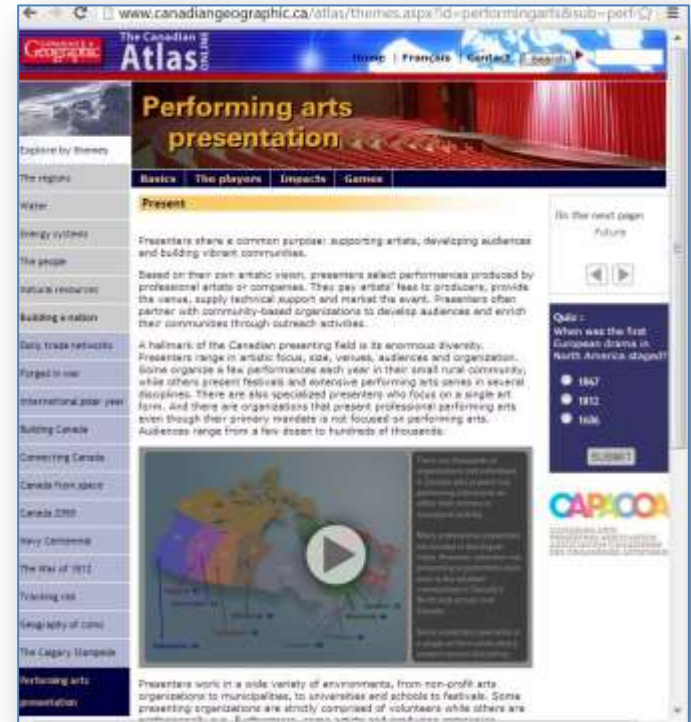 www.canadiangeographic.ca/atlas/themes.aspx?id=performingarts&sub=perf
Geographic
The Canadian
Atlas
ONLINE
Home | Français | Contact
Search
Performing arts
presentation
Basics | The players | Impacts | Games
Explore by themes
The regions
Water
Energy systems
The people
Natural resources
Building a nation
Early trade networks
Forged in war
International polar year
Building Canada
Connecting Canada
Canada from space
Navy Centennial
The War of 1812
Tracking risk
Geography of coins
The Calgary Stampede
Performing arts
presentation
Present
Presenters share a common purpose: supporting artists, developing audiences
and building vibrant communities.
Based on their own artistic vision, presenters select performances produced by
professional artists or companies. They pay artists' fees to producers, provide
the venue, supply technical support and market the event. Presenters often
partner with community-based organizations to develop audiences and enrich
their communities through outreach activities.
A hallmark of the Canadian presenting field is its enormous diversity.
Presenters range in artistic focus, size, venues, audiences and organization.
Some organize a few performances each year in their small rural community,
while others present festivals and extensive performing arts series in several
disciplines. There are also specialized presenters who focus on a single art
form. And there are organizations that present professional performing arts
even though their primary mandate is not focused on performing arts.
Audiences range from a few dozen to hundreds of thousands.
Presenters work in a wide variety of environments, from non-profit arts
organizations to municipalities, to universities and schools to festivals. Some
presenting organizations are strictly comprised of volunteers while others are
On the next page:
Future
Quiz :
When was the first
European drama in
North America staged?
1867
1812
1606
SUBMIT
CAPACOA